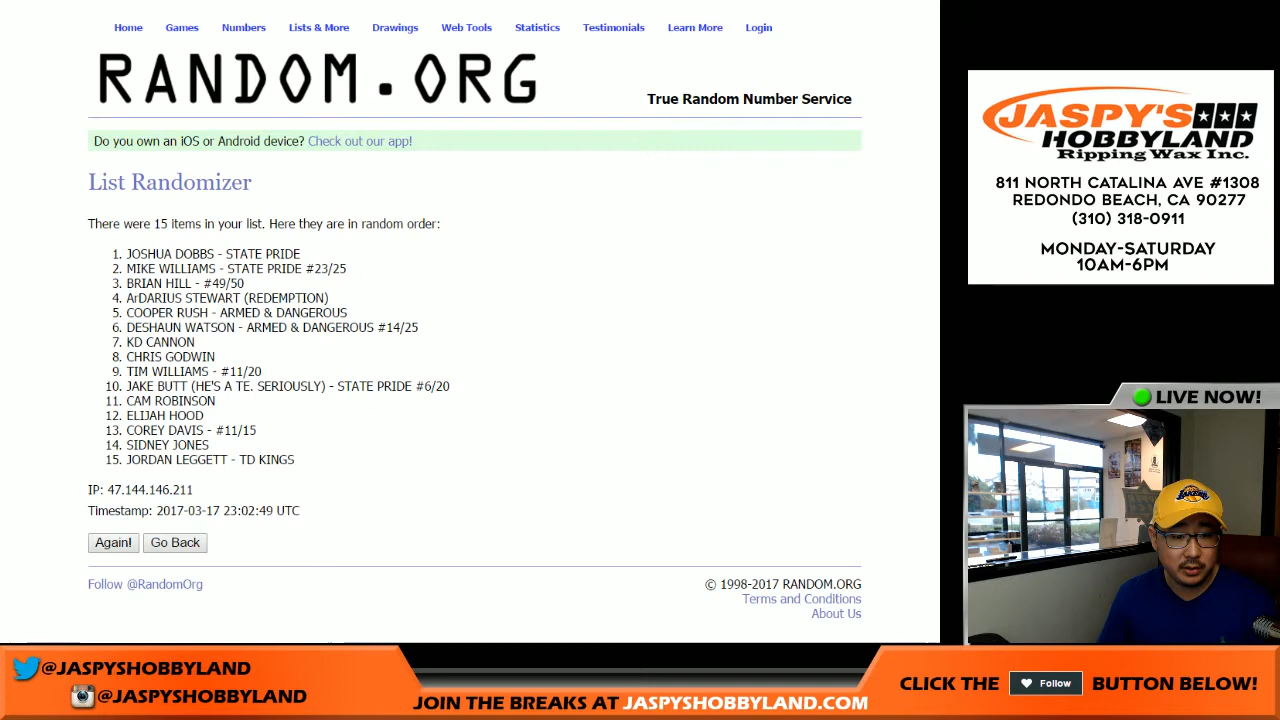 Home Games Numbers Lists & More Drawings Web Tools Statistics Testimonials Learn More Login
RANDOM.ORG
True Random Number Service
Do you own an iOS or Android device? Check out our app!
List Randomizer
There were 15 items in your list. Here they are in random order:
1. JOSHUA DOBBS - STATE PRIDE
2. MIKE WILLIAMS - STATE PRIDE #23/25
3. BRIAN HILL - #49/50
4. ArDARIUS STEWART (REDEMPTION)
5. COOPER RUSH - ARMED & DANGEROUS
6. DESHAUN WATSON - ARMED & DANGEROUS #14/25
7. KD CANNON
8. CHRIS GODWIN
9. TIM WILLIAMS - #11/20
10. JAKE BUTT (HE'S A TE. SERIOUSLY) - STATE PRIDE #6/20
11. CAM ROBINSON
12. ELIJAH HOOD
13. COREY DAVIS - #11/15
14. SIDNEY JONES
15. JORDAN LEGGETT - TD KINGS
IP: 47.144.146.211
Timestamp: 2017-03-17 23:02:49 UTC
Again! Go Back
Follow @RandomOrg
© 1998-2017 RANDOM.ORG
Terms and Conditions
About Us
JASPY'S
HOBBYLAND
Ripping Wax Inc.
811 NORTH CATALINA AVE #1308
REDONDO BEACH, CA 90277
(310) 318-0911
MONDAY-SATURDAY
10AM-6PM
LIVE NOW!
LAKERS
@JASPYSHOBBYLAND
@JASPYSHOBBYLAND
JOIN THE BREAKS AT JASPYSHOBBYLAND.COM
CLICK THE Follow BUTTON BELOW!